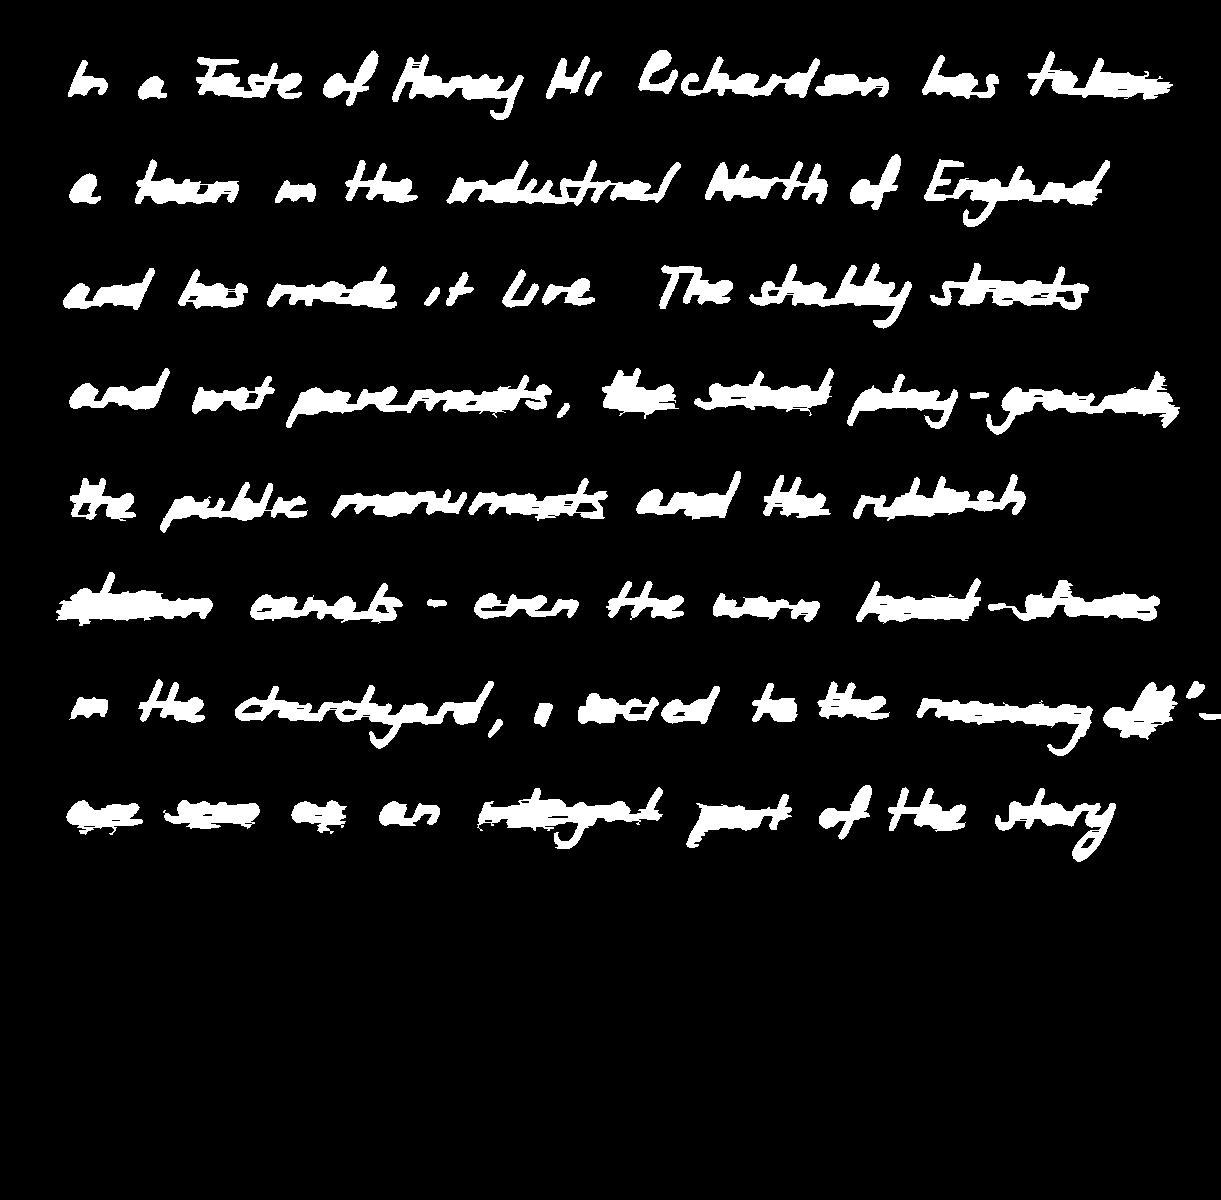 In a Taste of Honey Mr Richardson has taken
a town in the industrial North of England
and has made it live The shabby streets
and wet pavements, the school play-ground,
the public monuments and the rubbish
strewn canals - even the worn head-stones
in the churchyard, " sacred to the memory of " -
are seen as an integral part of the story